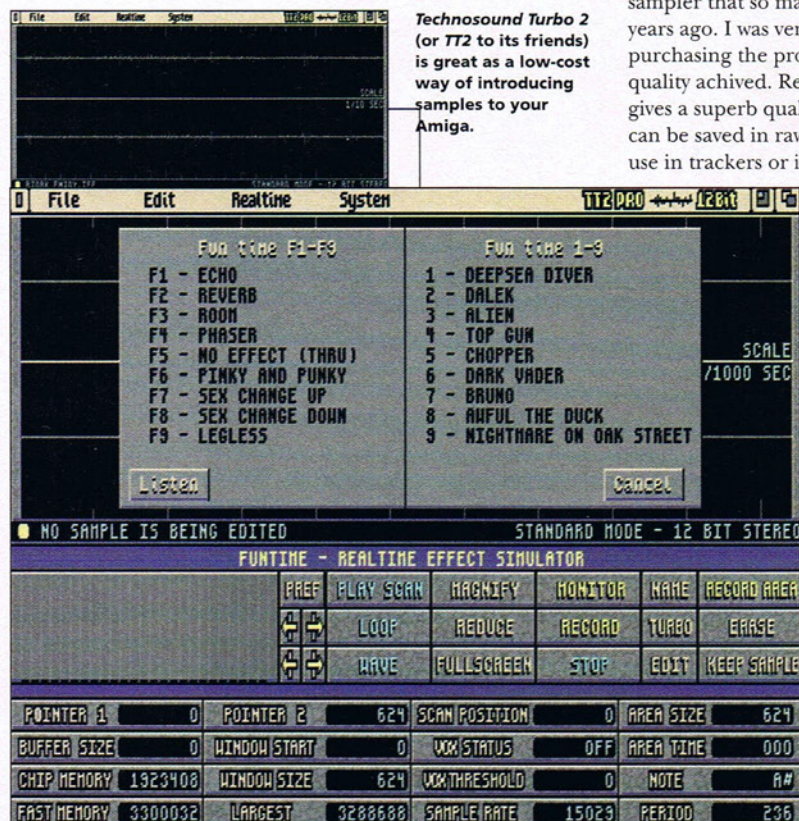 File Edit Realtime System TT2 PRO 12Bit
SCALE
1/10 SEC
STANDARD MODE - 12 BIT STEREO
Technosound Turbo 2
(or TT2 to its friends)
is great as a low-cost
way of introducing
samples to your
Amiga.
sampler that so ma
years ago. I was ver
purchasing the pro
quality achived. Re
gives a superb qual
can be saved in raw
use in trackers or i
File Edit Realtime System TT2 PRO 12Bit
Fun time F1-F9
F1 - ECHO
F2 - REVERB
F3 - ROOM
F4 - PHASER
F5 - NO EFFECT (THRU)
F6 - PINKY AND PUNKY
F7 - SEX CHANGE UP
F8 - SEX CHANGE DOWN
F9 - LEGLESS
Listen
Fun time 1-9
1 - DEEPSEA DIVER
2 - DALEK
3 - ALIEN
4 - TOP GUN
5 - CHOPPER
6 - DARK VADER
7 - BRUNO
8 - AWFUL THE DUCK
9 - NIGHTMARE ON OAK STREET
Cancel
SCALE
/1000 SEC
NO SAMPLE IS BEING EDITED STANDARD MODE - 12 BIT STEREO
FUNTIME - REALTIME EFFECT SIMULATOR
PREF PLAY SCAN MAGNIFY MONITOR NAME RECORD AREA
LOOP REDUCE RECORD TURBO ERASE
WAVE FULLSCREEN STOP EDIT KEEP SAMPLE
POINTER 1 0 POINTER 2 624 SCAN POSITION 0 AREA SIZE 624
BUFFER SIZE 0 WINDOW START 0 VOX STATUS OFF AREA TIME 000
CHIP MEMORY 1923408 WINDOW SIZE 624 VOX THRESHOLD 0 NOTE A#
FAST MEMORY 3300032 LARGEST 3288688 SAMPLE RATE 15029 PERIOD 236